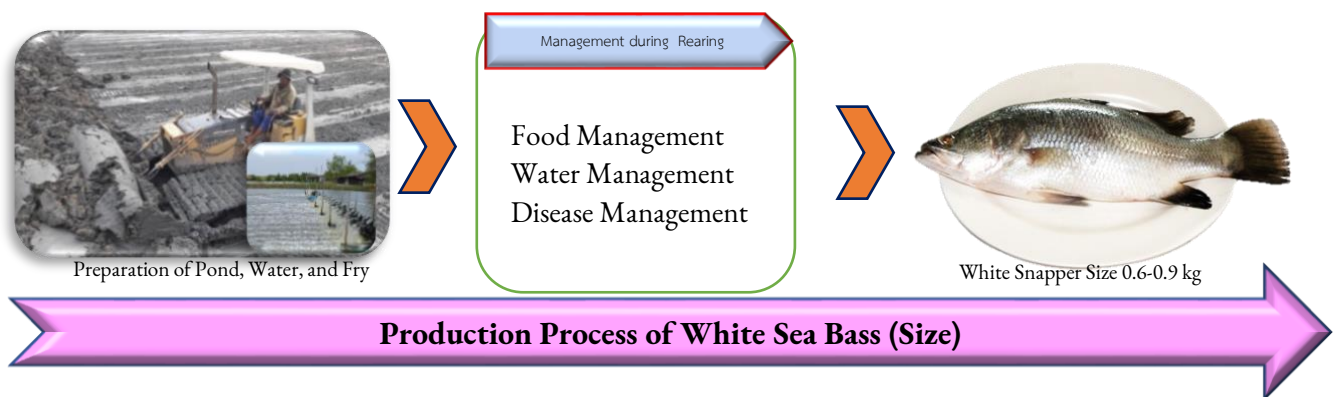 Management during Rearing
Food Management
Water Management
Disease Management
Preparation of Pond, Water, and Fry
White Snapper Size 0.6-0.9 kg
Production Process of White Sea Bass (Size)